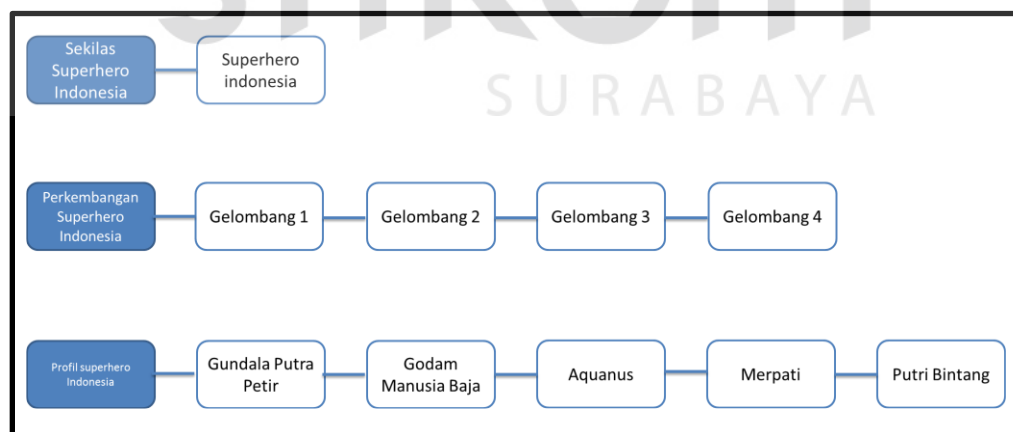 SURABAYA
Sekilas
Superhero
Indonesia
Superhero
indonesia
Perkembangan
Superhero
Indonesia
Gelombang 1
Gelombang 2
Gelombang 3
Gelombang 4
Profil superhero
Indonesia
Gundala Putra
Petir
Godam
Manusia Baja
Aquanus
Merpati
Putri Bintang